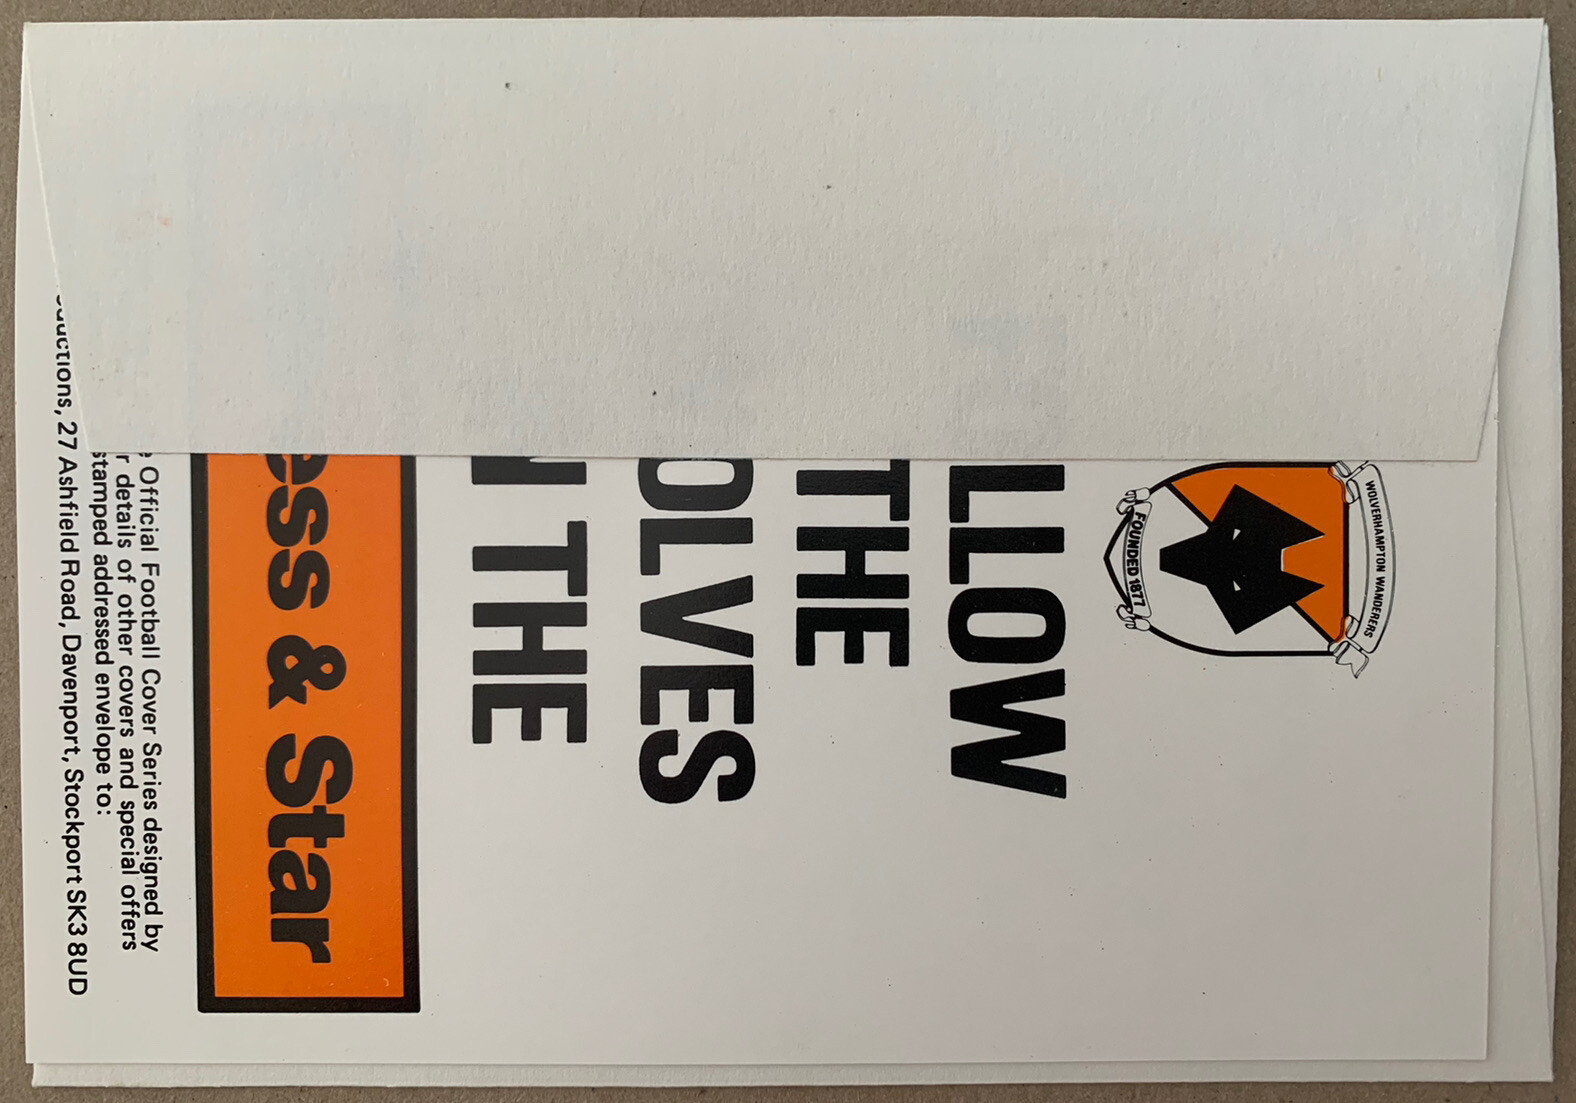 WOLVERHAMPTON WANDERERS
FOUNDED 1877
LLOW
THE
OLVES
N THE
ess & Star
e Official Football Cover Series designed by
r details of other covers and special offers
stamped addressed envelope to:
ductions, 27 Ashfield Road, Davenport, Stockport SK3 8UD